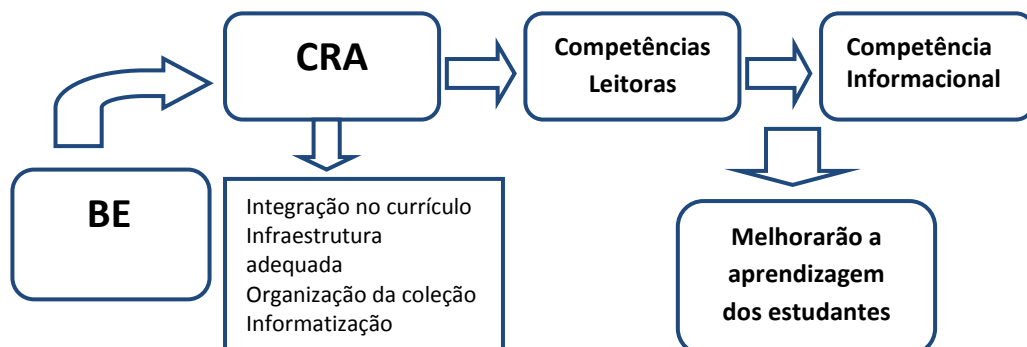 CRA
Competências
Leitoras
Competência
Informacional
BE
Integração no currículo
Infraestrutura
adequada
Organização da coleção
Informatização
Melhorarão a
aprendizagem
dos estudantes